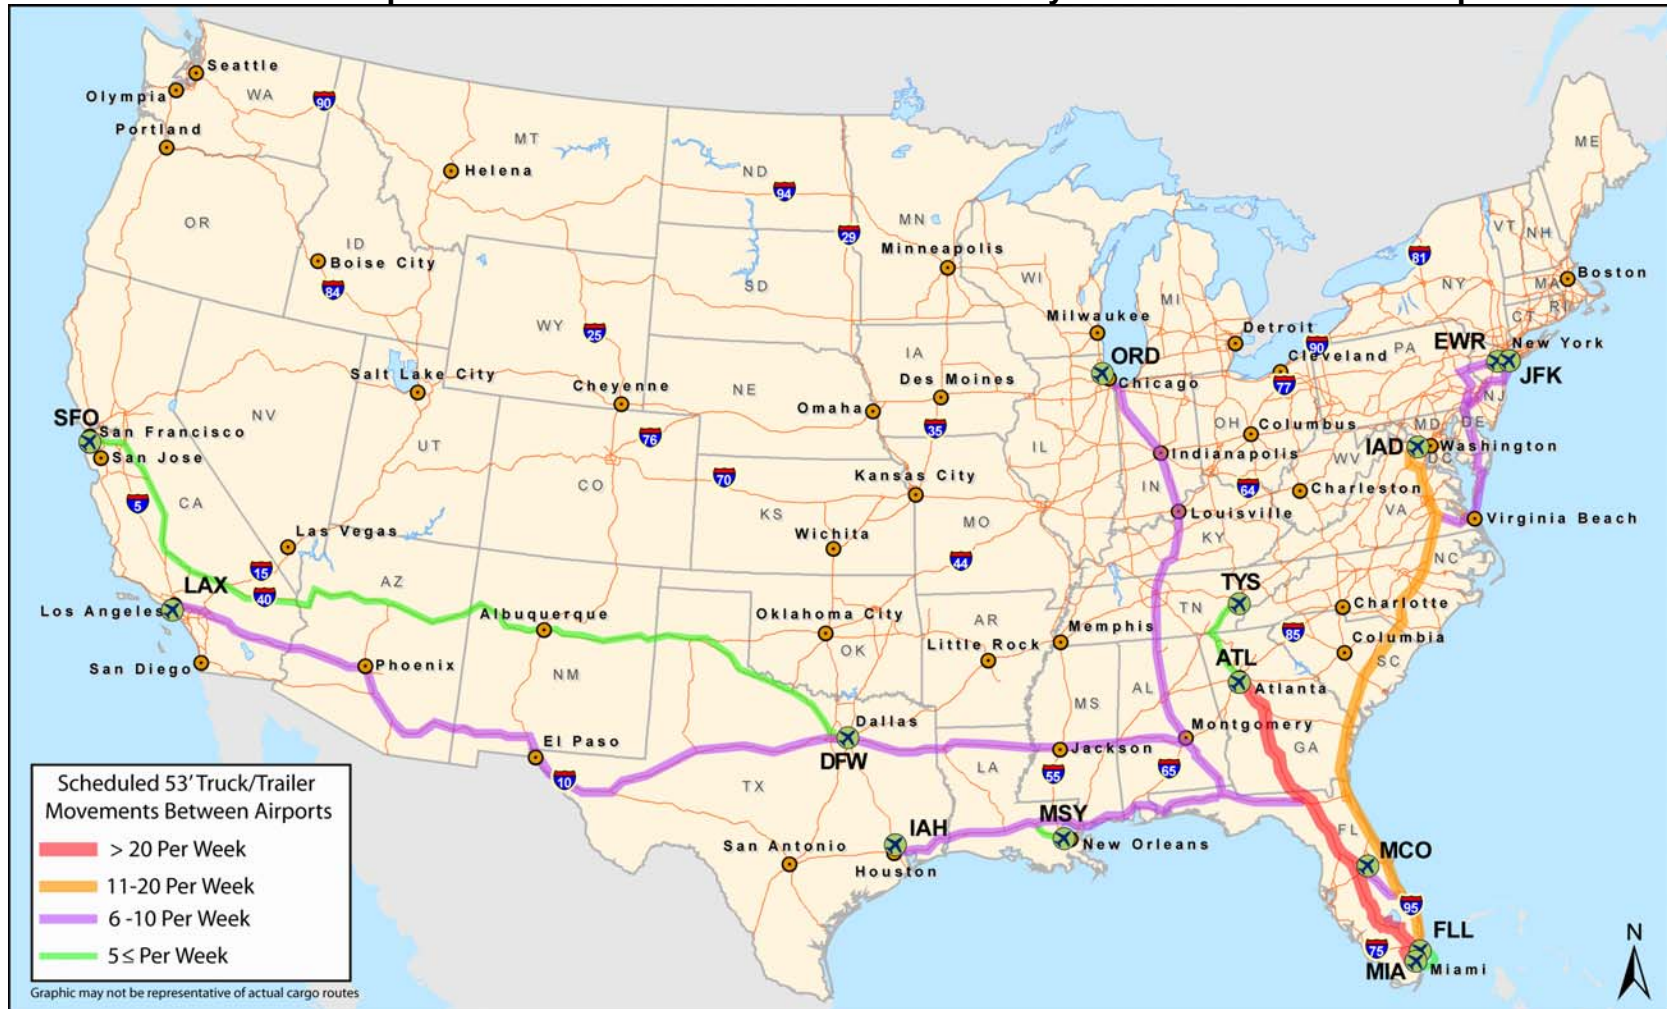 Seattle
Olympia
WA
90
Portland
MT
ND
Helena
94
ME
OR
MN
VT
NH
29
ID
Boise City
Minneapolis
81
Boston
84
WI
NY
MA
SD
RI
MI
CT
WY
25
Milwaukee
Detroit
90
EWR
New York
IA
ORD
Cleveland
PA
JFK
Salt Lake City
Cheyenne
NE
Des Moines
Chicago
77
NJ
Omaha
SFO
NV
San Francisco
UT
76
35
IL
OH
Columbus
MD
DE
IAD
Washington
DC
San Jose
Indianapolis
WV
CO
70
Kansas City
IN
64
Charleston
5
CA
KS
MO
Louisville
VA
Virginia Beach
Las Vegas
Wichita
KY
15
AZ
44
NC
LAX
40
TYS
Los Angeles
Albuquerque
Oklahoma City
AR
TN
Charlotte
Memphis
85
Columbia
San Diego
Phoenix
NM
OK
Little Rock
ATL
SC
MS
AL
Atlanta
Dallas
Montgomery
El Paso
DFW
Jackson
GA
10
TX
LA
55
65
Scheduled 53' Truck/Trailer
Movements Between Airports
> 20 Per Week
11-20 Per Week
6 -10 Per Week
5≤ Per Week
IAH
MSY
FL
San Antonio
New Orleans
MCO
Houston
95
FLL
75
MIA
Miami
N
Graphic may not be representative of actual cargo routes